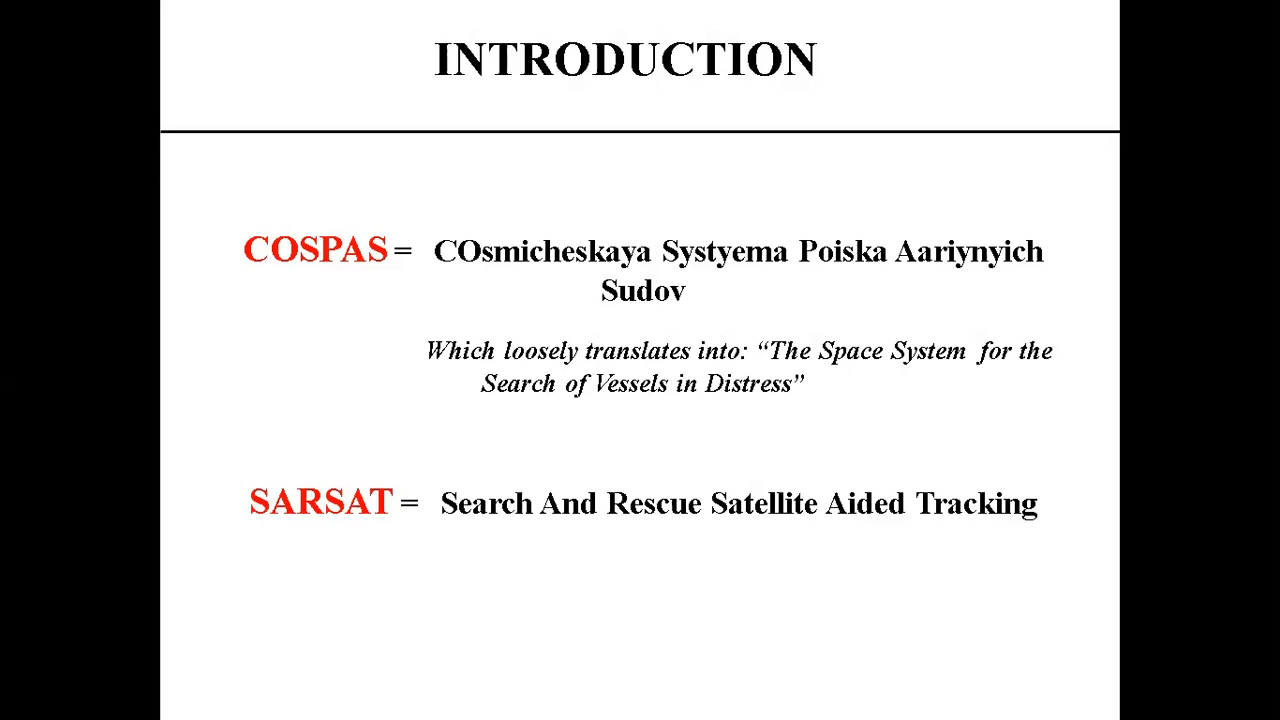 INTRODUCTION
COSPAS = COsmicheskaya Systyema Poiska Aariynyich
Sudov
Which loosely translates into: “The Space System for the
Search of Vessels in Distress”
SARSAT = Search And Rescue Satellite Aided Tracking